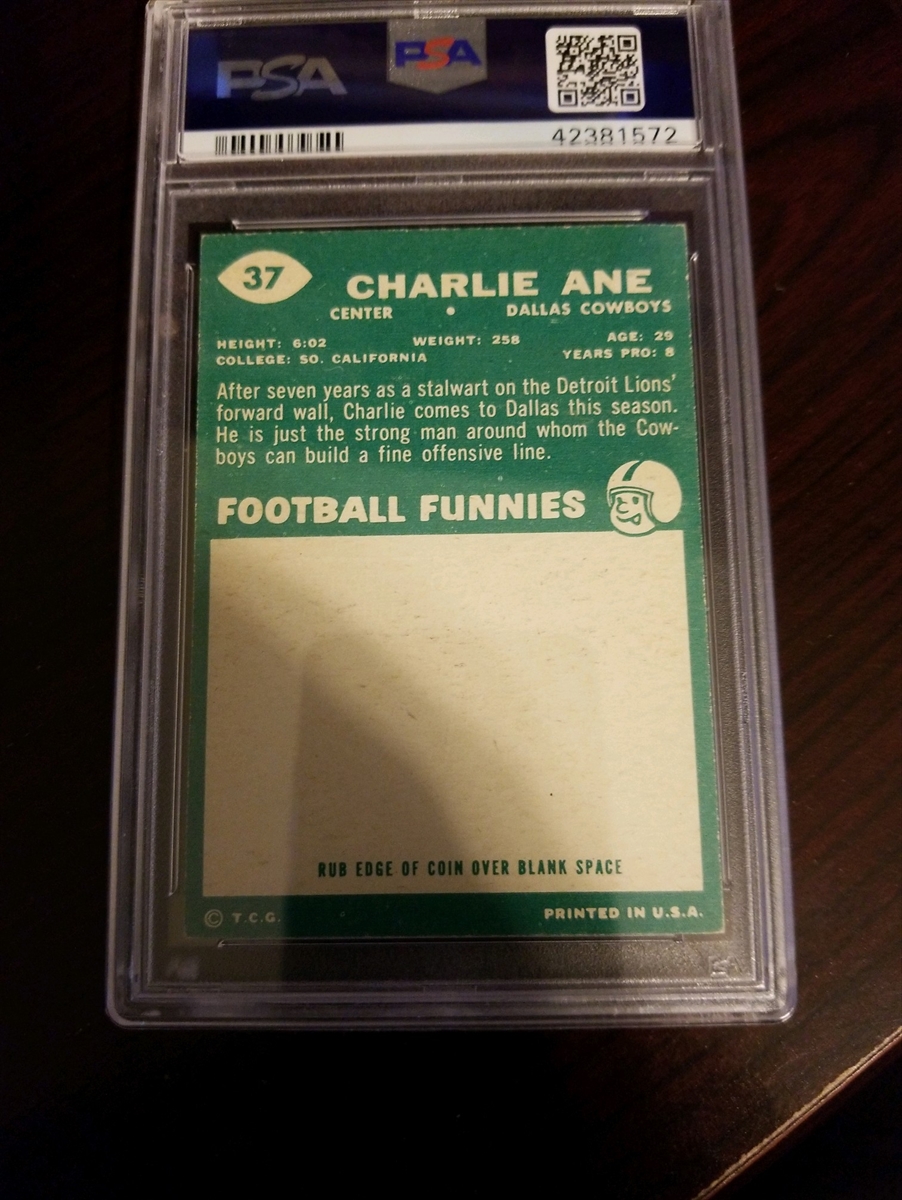 PSA
PSA
42381572
37
CHARLIE ANE
CENTER • DALLAS COWBOYS
HEIGHT: 6:02 WEIGHT: 258 AGE: 29
COLLEGE: SO. CALIFORNIA YEARS PRO: 8
After seven years as a stalwart on the Detroit Lions'
forward wall, Charlie comes to Dallas this season.
He is just the strong man around whom the Cow-
boys can build a fine offensive line.
FOOTBALL FUNNIES
RUB EDGE OF COIN OVER BLANK SPACE
© T.C.G. PRINTED IN U.S.A.